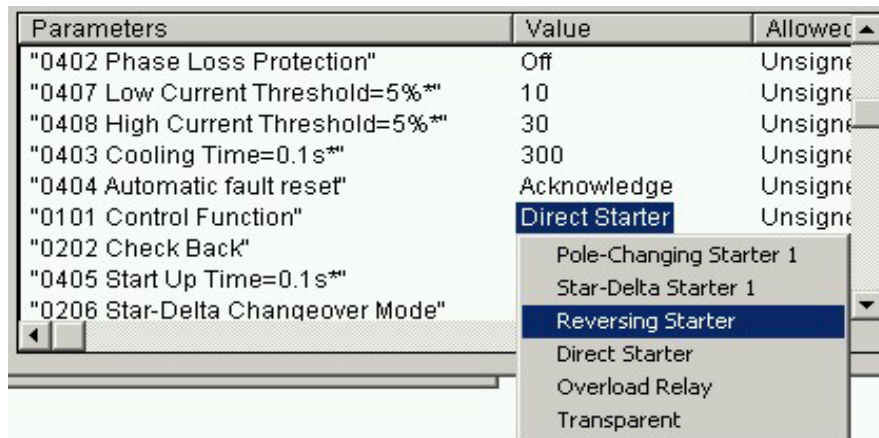 Parameters Value Allowed
"0402 Phase Loss Protection" Off Unsigne
"0407 Low Current Threshold=5%*" 10 Unsigne
"0408 High Current Threshold=5%*" 30 Unsigne
"0403 Cooling Time=0.1s*" 300 Unsigne
"0404 Automatic fault reset" Acknowledge Unsigne
"0101 Control Function" Direct Starter Unsigne
"0202 Check Back"
"0405 Start Up Time=0.1s*"
"0206 Star-Delta Changeover Mode"
Pole-Changing Starter 1
Star-Delta Starter 1
Reversing Starter
Direct Starter
Overload Relay
Transparent